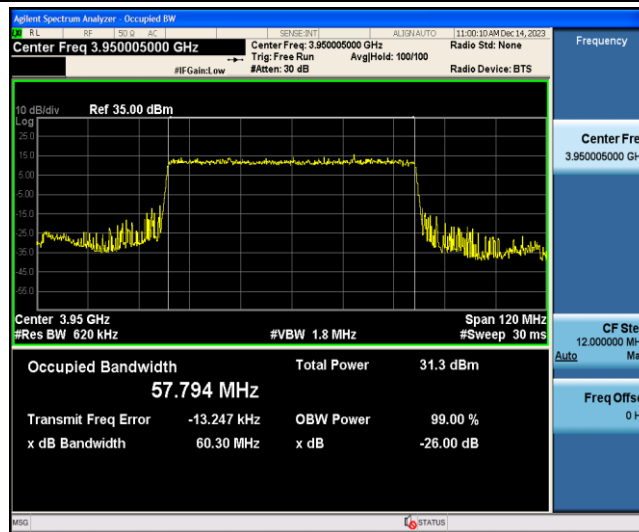 Agilent Spectrum Analyzer - Occupied BW
RL RF 50 Ω AC SENSE:INT ALIGNAUTO 11:00:10 AM Dec 14, 2023
Center Freq 3.950005000 GHz
Center Freq: 3.950005000 GHz
Radio Std: None
Trig: Free Run Avg|Hold: 100/100
#IFGain:Low #Atten: 30 dB Radio Device: BTS
10 dB/div Ref 35.00 dBm
Log
25.0
15.0
5.00
-5.00
-15.0
-25.0
-35.0
-45.0
-55.0
Center 3.95 GHz Span 120 MHz
#Res BW 620 kHz #VBW 1.8 MHz #Sweep 30 ms
Occupied Bandwidth Total Power 31.3 dBm
57.794 MHz
Transmit Freq Error -13.247 kHz OBW Power 99.00 %
x dB Bandwidth 60.30 MHz x dB -26.00 dB
MSG STATUS
Frequency
Center Fre
3.950005000 GH
CF Ste
12.000000 MH
Auto Ma
Freq Offse
0 H